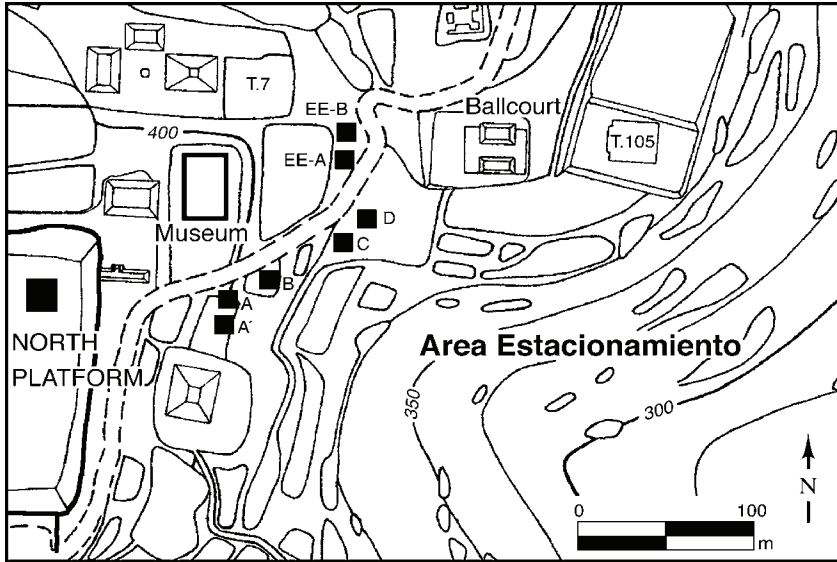 T.7
EE-B
Ballcourt
400
T.105
EE-A
Museum
D
C
B
A
A'
NORTH
PLATFORM
Area Estacionamiento
350
300
N
0 100
m